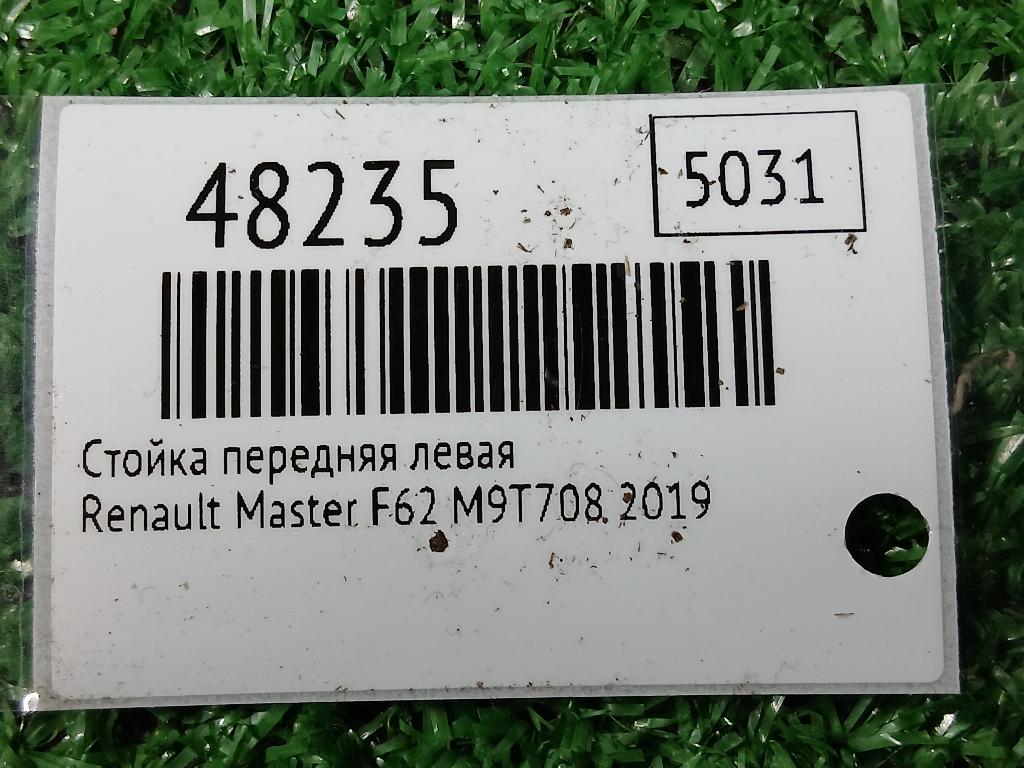 48235
5031
Стойка передняя левая
Renault Master F62 M9T708 2019